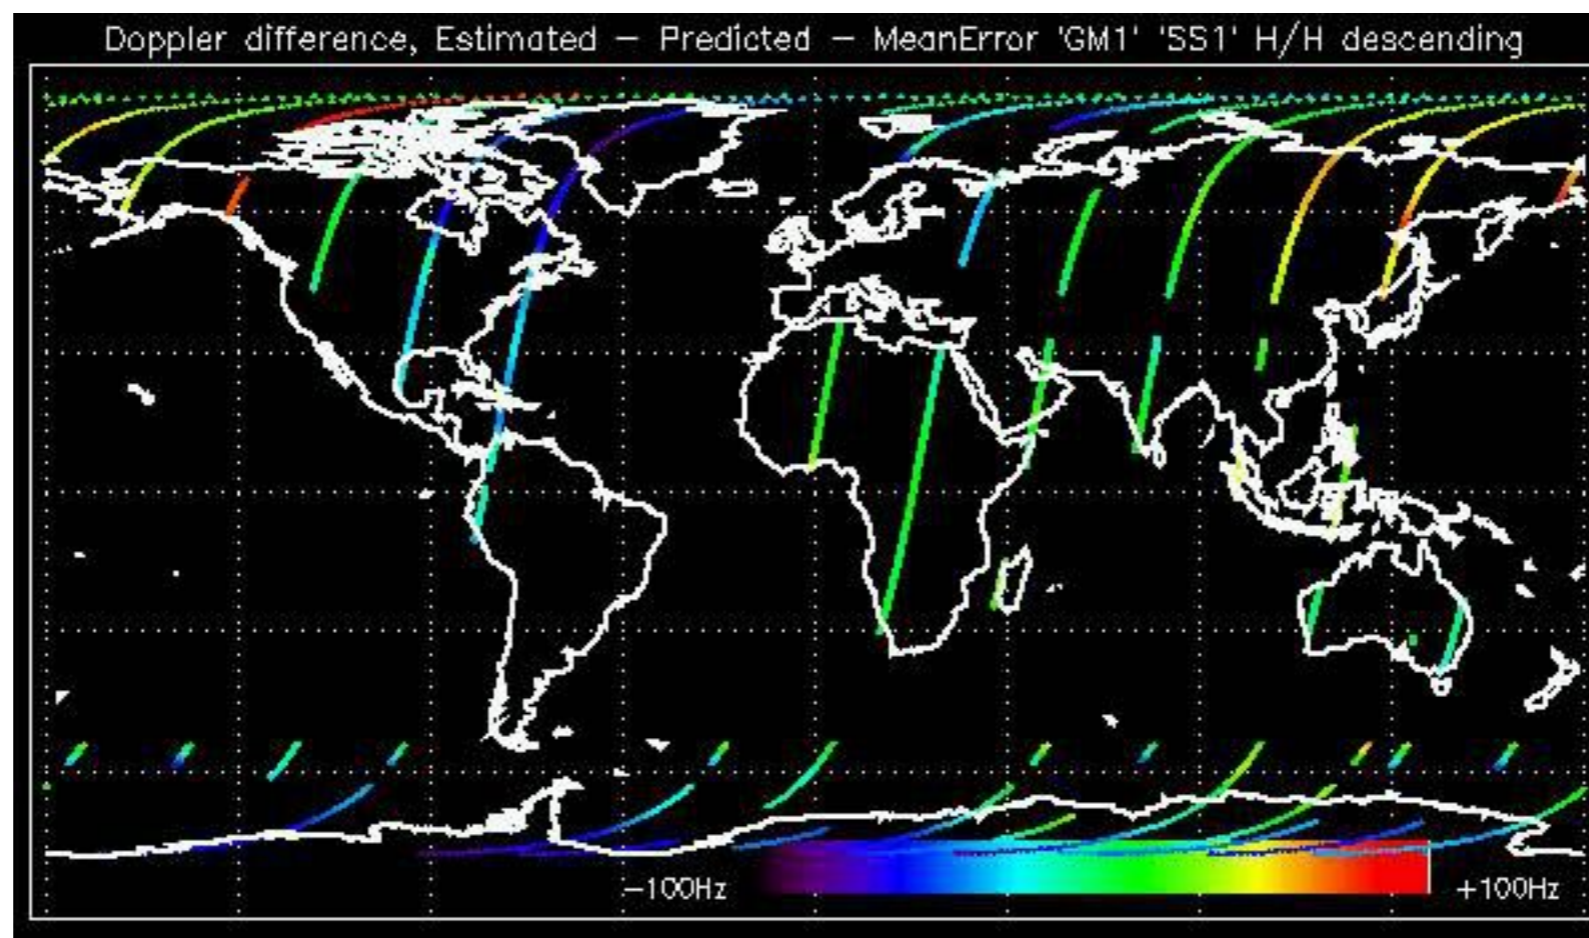 Doppler difference, Estimated – Predicted – MeanError 'GM1' 'SS1' H/H descending
–100Hz
+100Hz